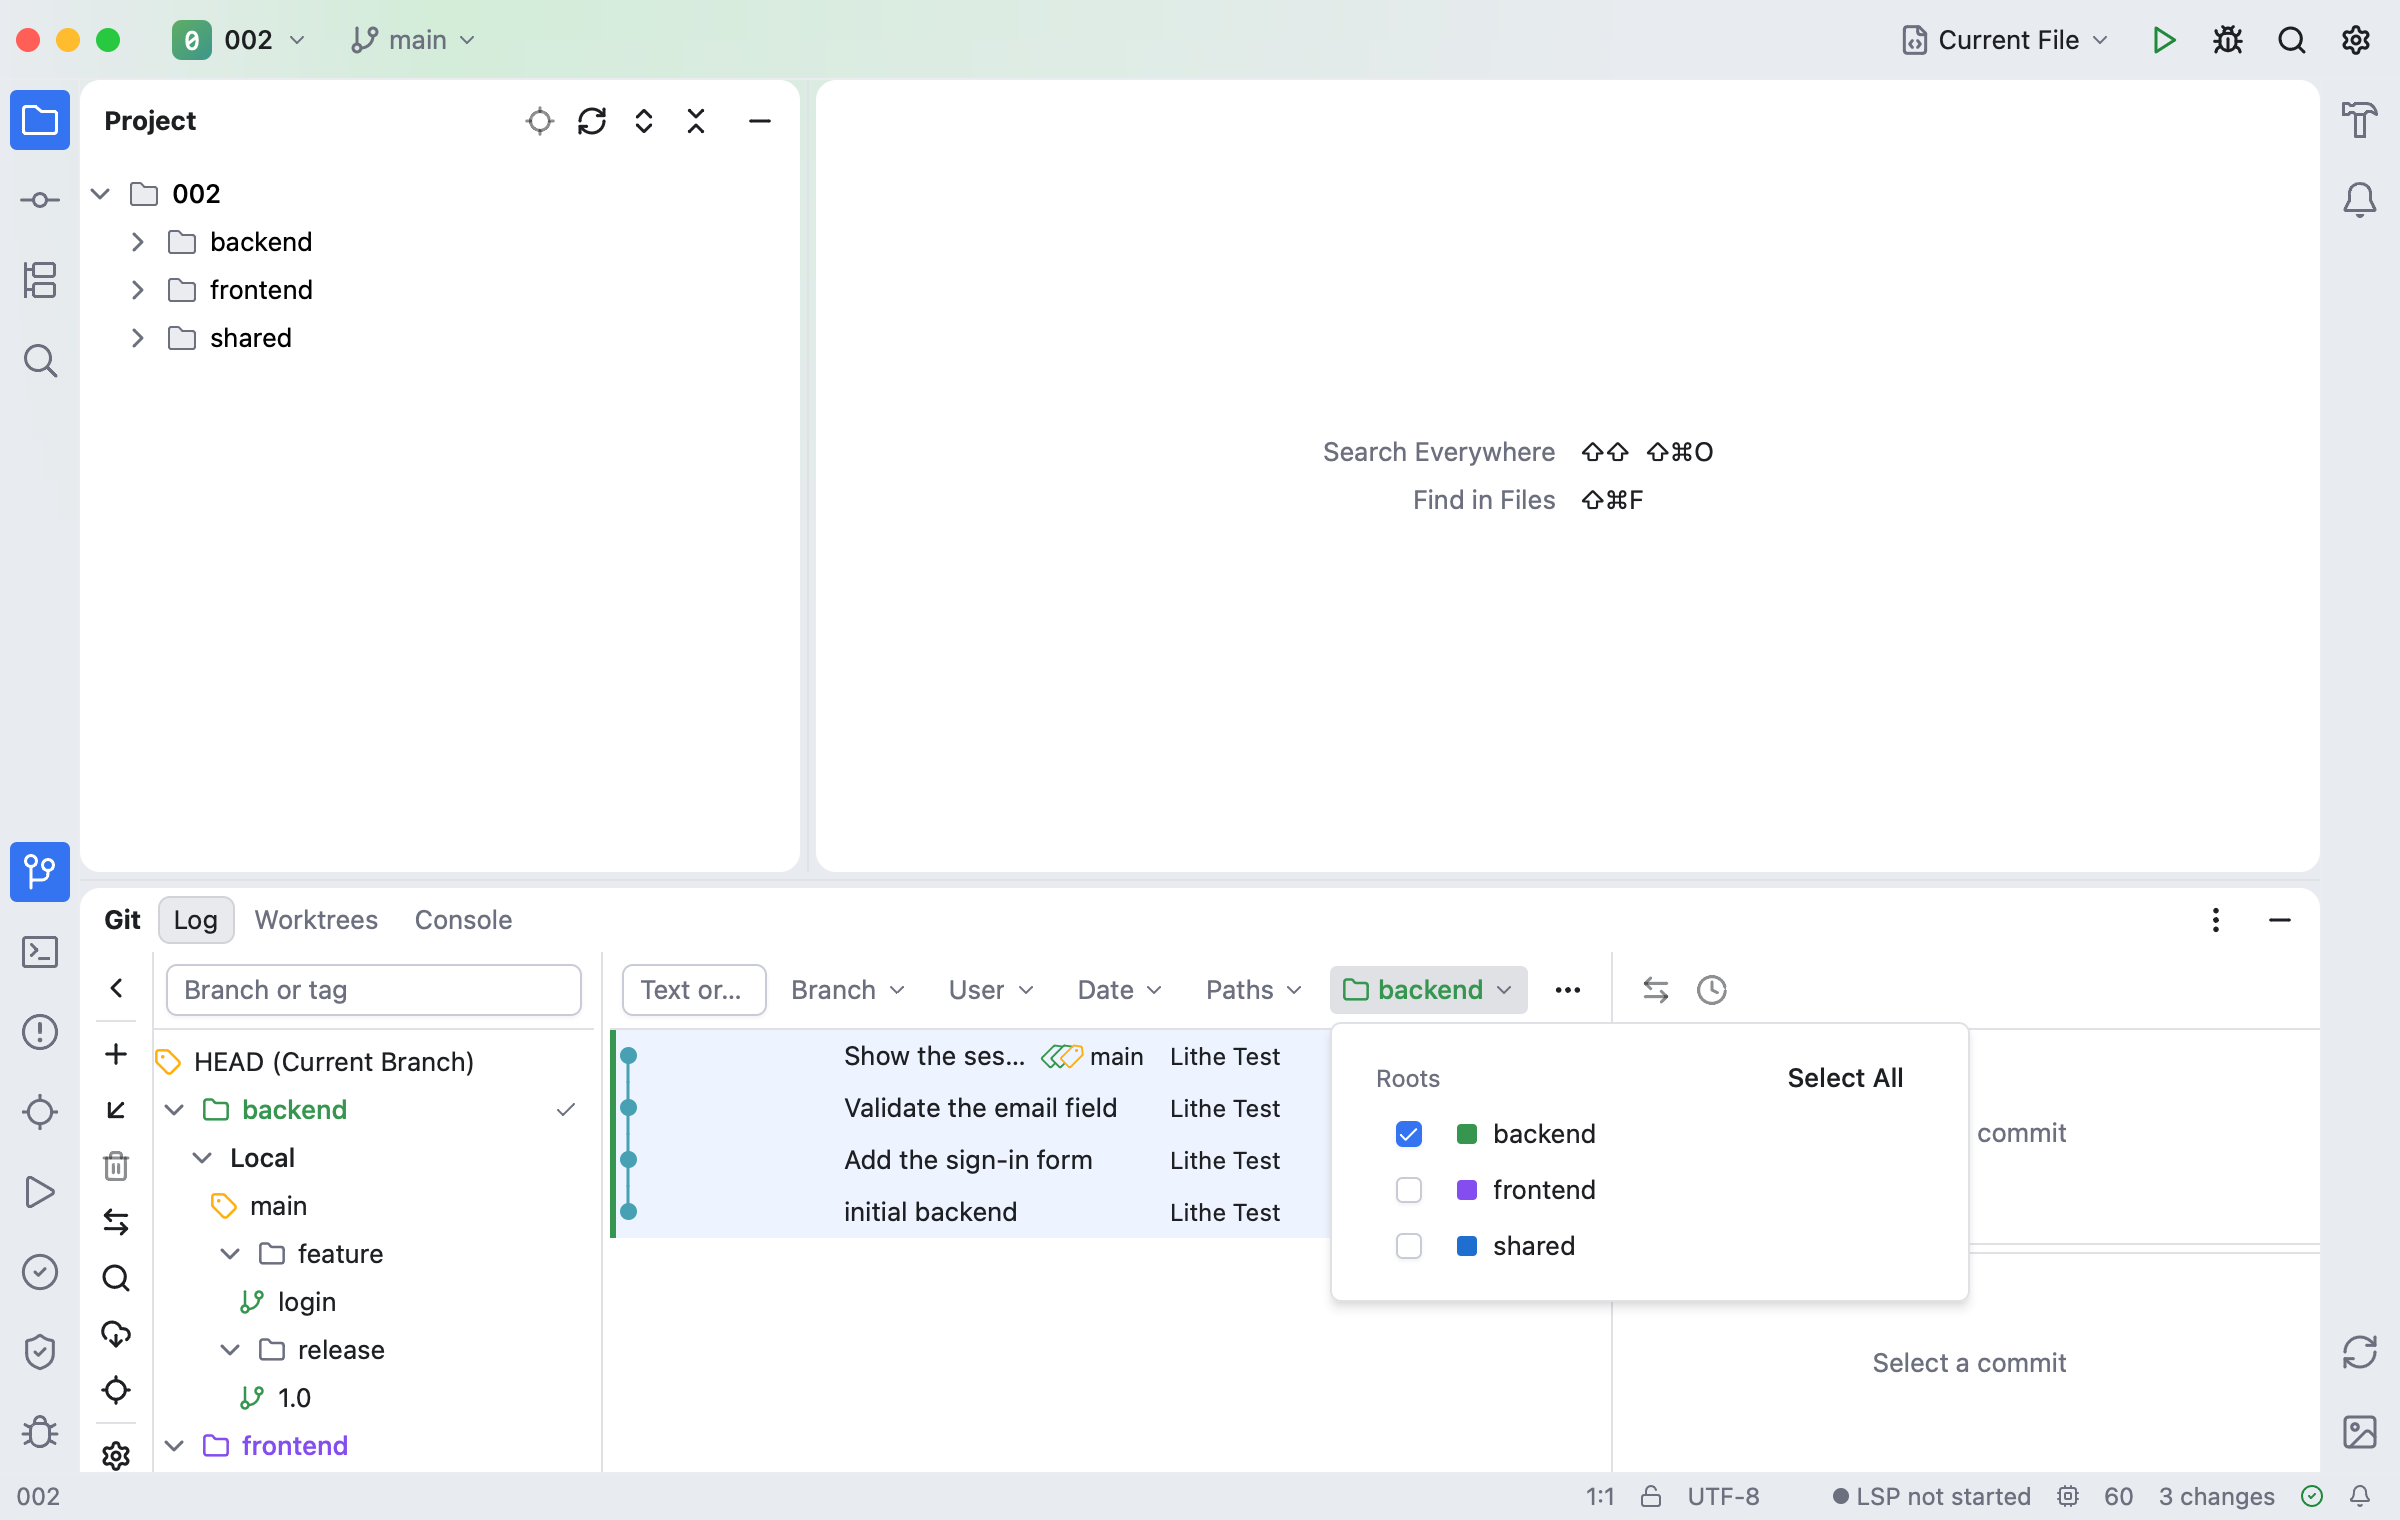 0 002 main Current File
Project
002
backend
frontend
shared
Search Everywhere ⇧⇧ ⇧⌘O
Find in Files ⇧⌘F
Git Log Worktrees Console
Branch or tag
Text or... Branch User Date Paths backend
HEAD (Current Branch)
backend
Local
main
feature
login
release
1.0
frontend
Show the ses... main Lithe Test
Validate the email field Lithe Test
Add the sign-in form Lithe Test
initial backend Lithe Test
Roots Select All
backend
frontend
shared
commit
Select a commit
002 1:1 UTF-8 LSP not started 60 3 changes